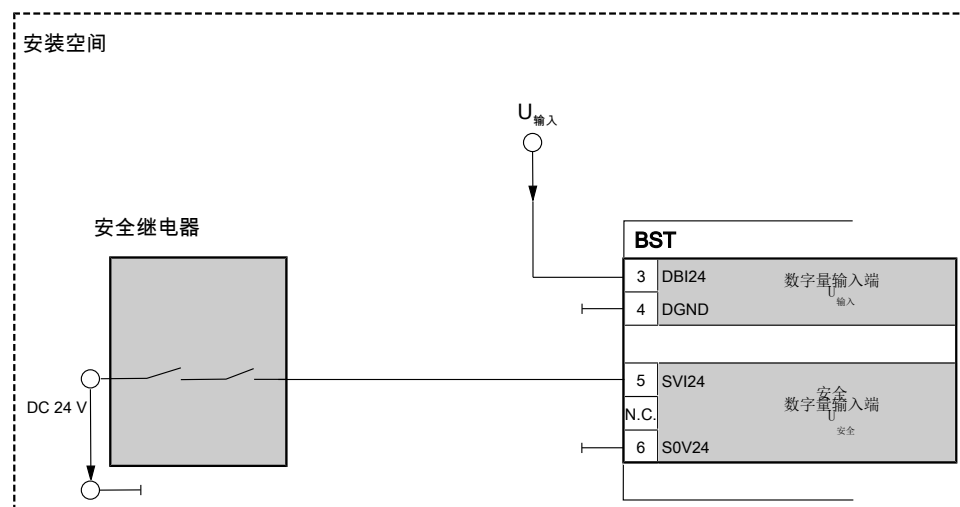 安装空间
U输入
安全继电器
BST
3 DBI24 数字量输入端
U输入
4 DGND
5 SVI24 安全
数字量输入端
U安全
DC 24 V
N.C.
6 S0V24